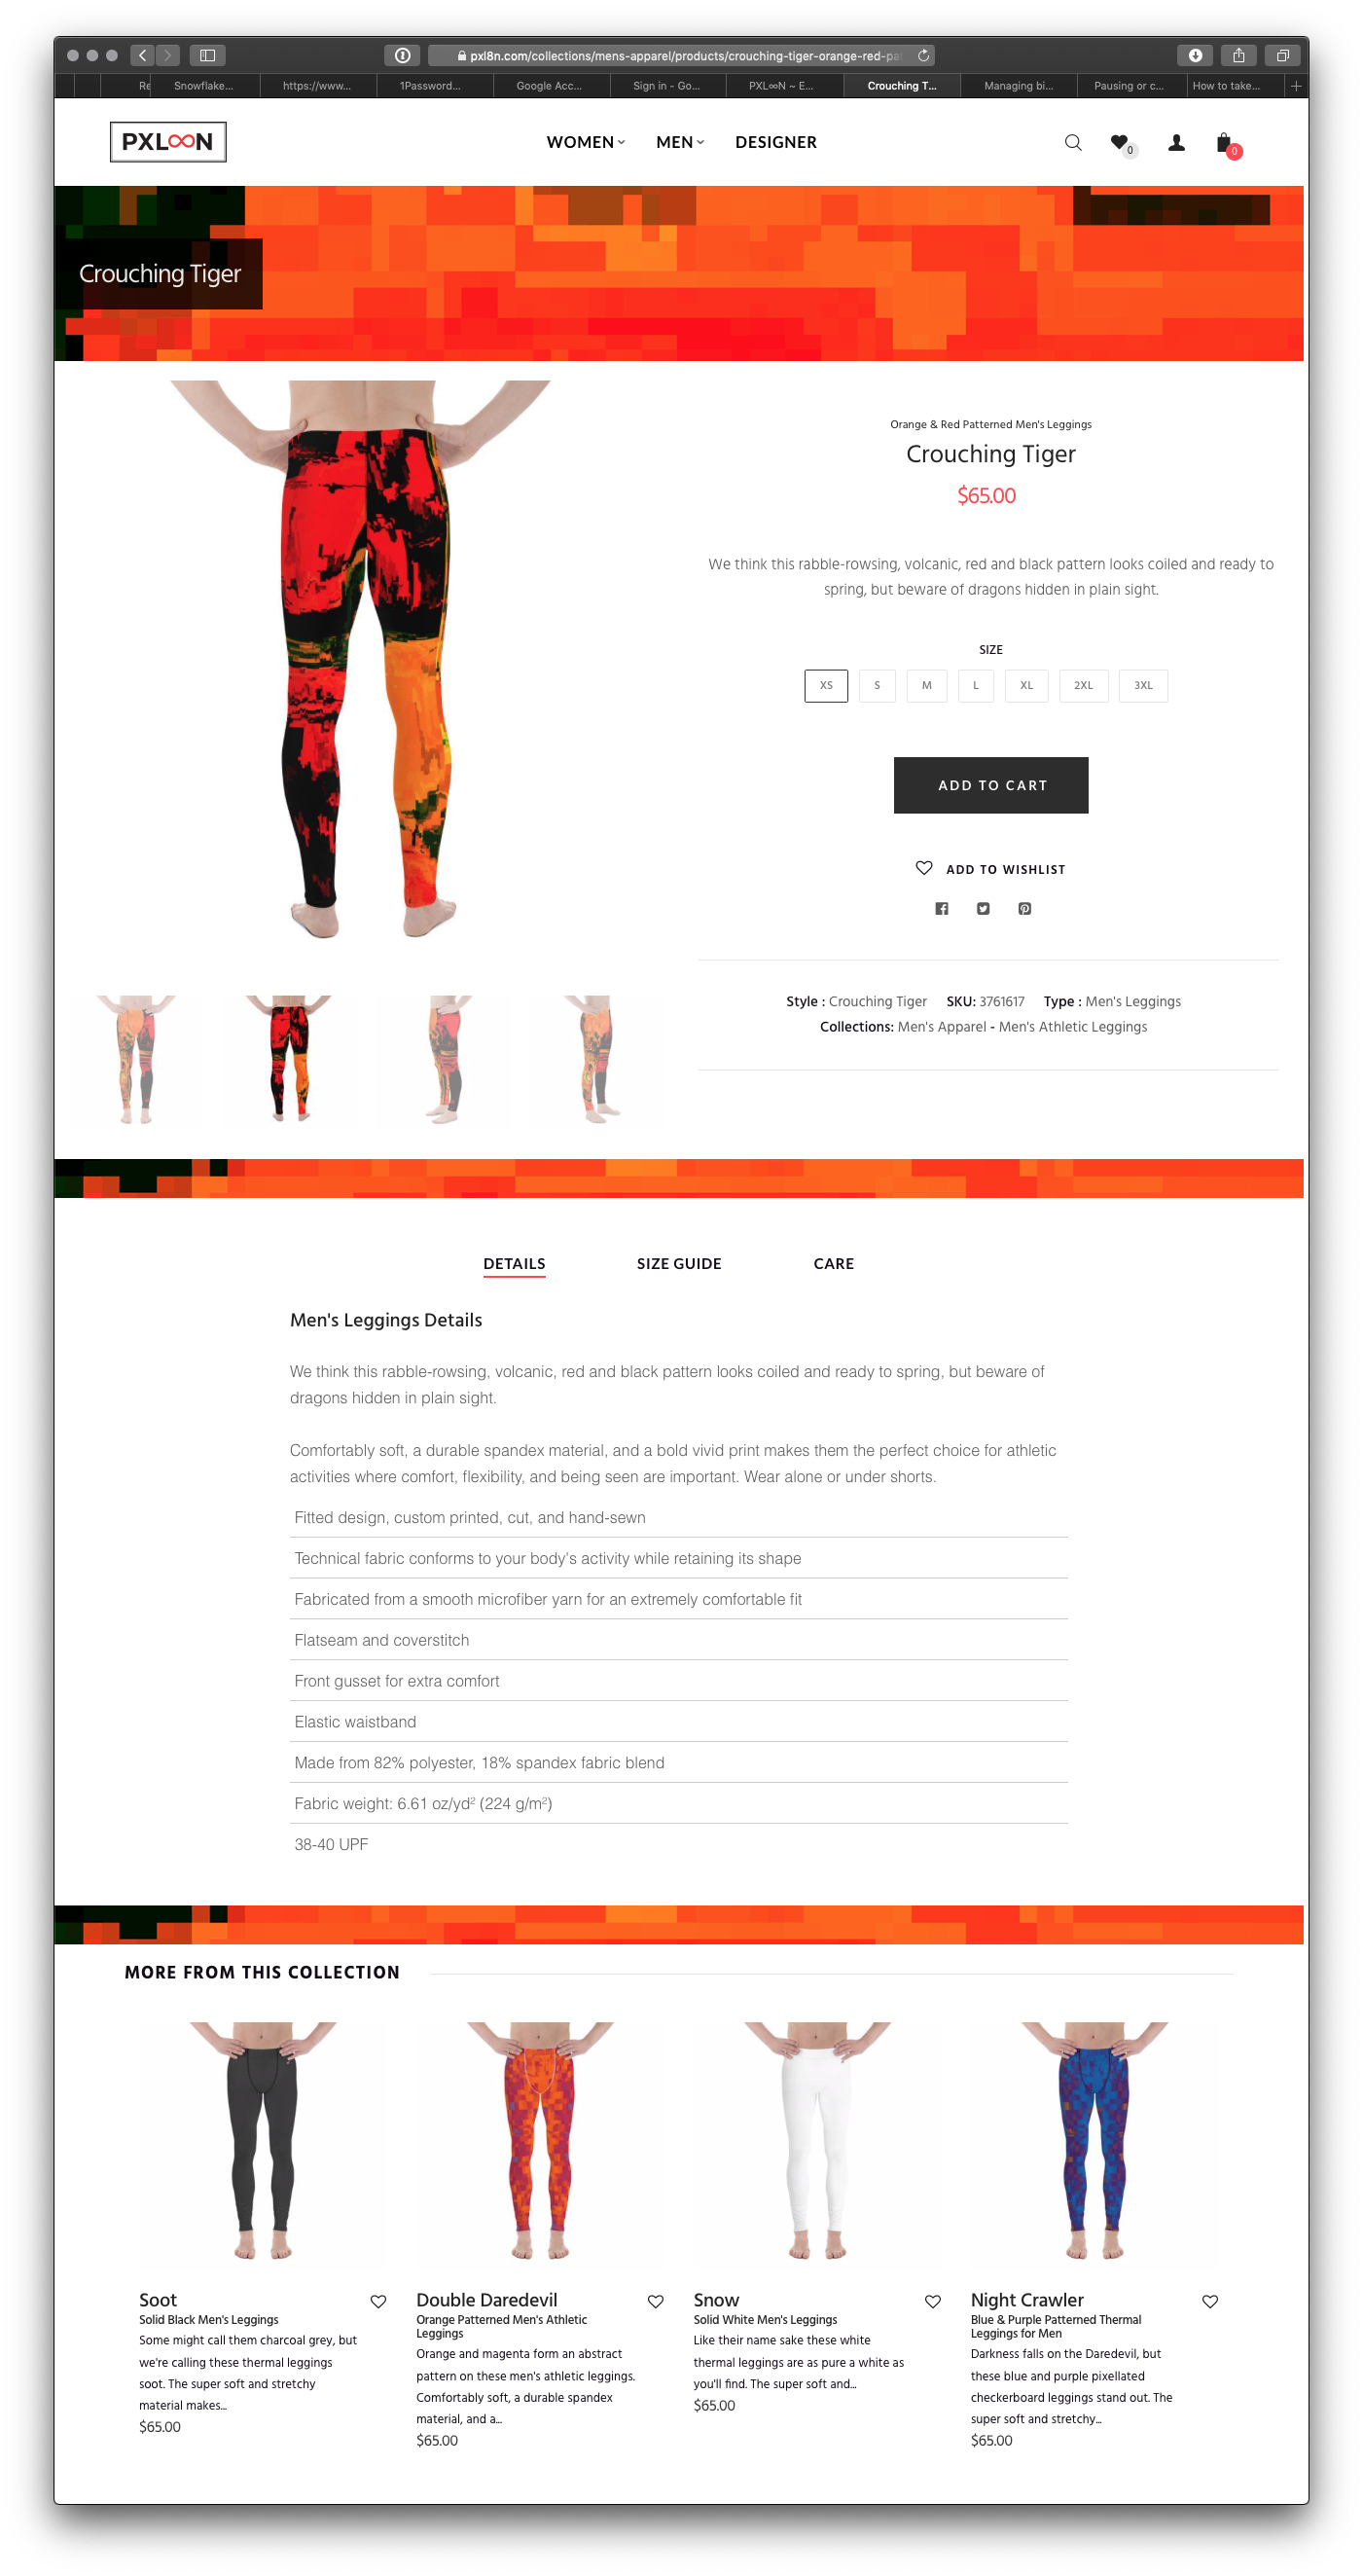 pxl8n.com/collections/mens-apparel/products/crouching-tiger-orange-red-pat
Re Snowflake... https://www... 1Password... Google Acc... Sign in - Go... PXL∞N ~ E... Crouching T... Managing bi... Pausing or c... How to take...
PXL∞N WOMEN MEN DESIGNER 0 0
Crouching Tiger
Orange & Red Patterned Men's Leggings
Crouching Tiger
$65.00
We think this rabble-rowsing, volcanic, red and black pattern looks coiled and ready to
spring, but beware of dragons hidden in plain sight.
SIZE
XS S M L XL 2XL 3XL
ADD TO CART
ADD TO WISHLIST
Style : Crouching Tiger SKU: 3761617 Type : Men's Leggings
Collections: Men's Apparel - Men's Athletic Leggings
DETAILS SIZE GUIDE CARE
Men's Leggings Details
We think this rabble-rowsing, volcanic, red and black pattern looks coiled and ready to spring, but beware of
dragons hidden in plain sight.
Comfortably soft, a durable spandex material, and a bold vivid print makes them the perfect choice for athletic
activities where comfort, flexibility, and being seen are important. Wear alone or under shorts.
Fitted design, custom printed, cut, and hand-sewn
Technical fabric conforms to your body's activity while retaining its shape
Fabricated from a smooth microfiber yarn for an extremely comfortable fit
Flatseam and coverstitch
Front gusset for extra comfort
Elastic waistband
Made from 82% polyester, 18% spandex fabric blend
Fabric weight: 6.61 oz/yd² (224 g/m²)
38-40 UPF
MORE FROM THIS COLLECTION
Soot
Solid Black Men's Leggings
Some might call them charcoal grey, but
we're calling these thermal leggings
soot. The super soft and stretchy
material makes...
$65.00
Double Daredevil
Orange Patterned Men's Athletic
Leggings
Orange and magenta form an abstract
pattern on these men's athletic leggings.
Comfortably soft, a durable spandex
material, and a...
$65.00
Snow
Solid White Men's Leggings
Like their name sake these white
thermal leggings are as pure a white as
you'll find. The super soft and...
$65.00
Night Crawler
Blue & Purple Patterned Thermal
Leggings for Men
Darkness falls on the Daredevil, but
these blue and purple pixellated
checkerboard leggings stand out. The
super soft and stretchy...
$65.00